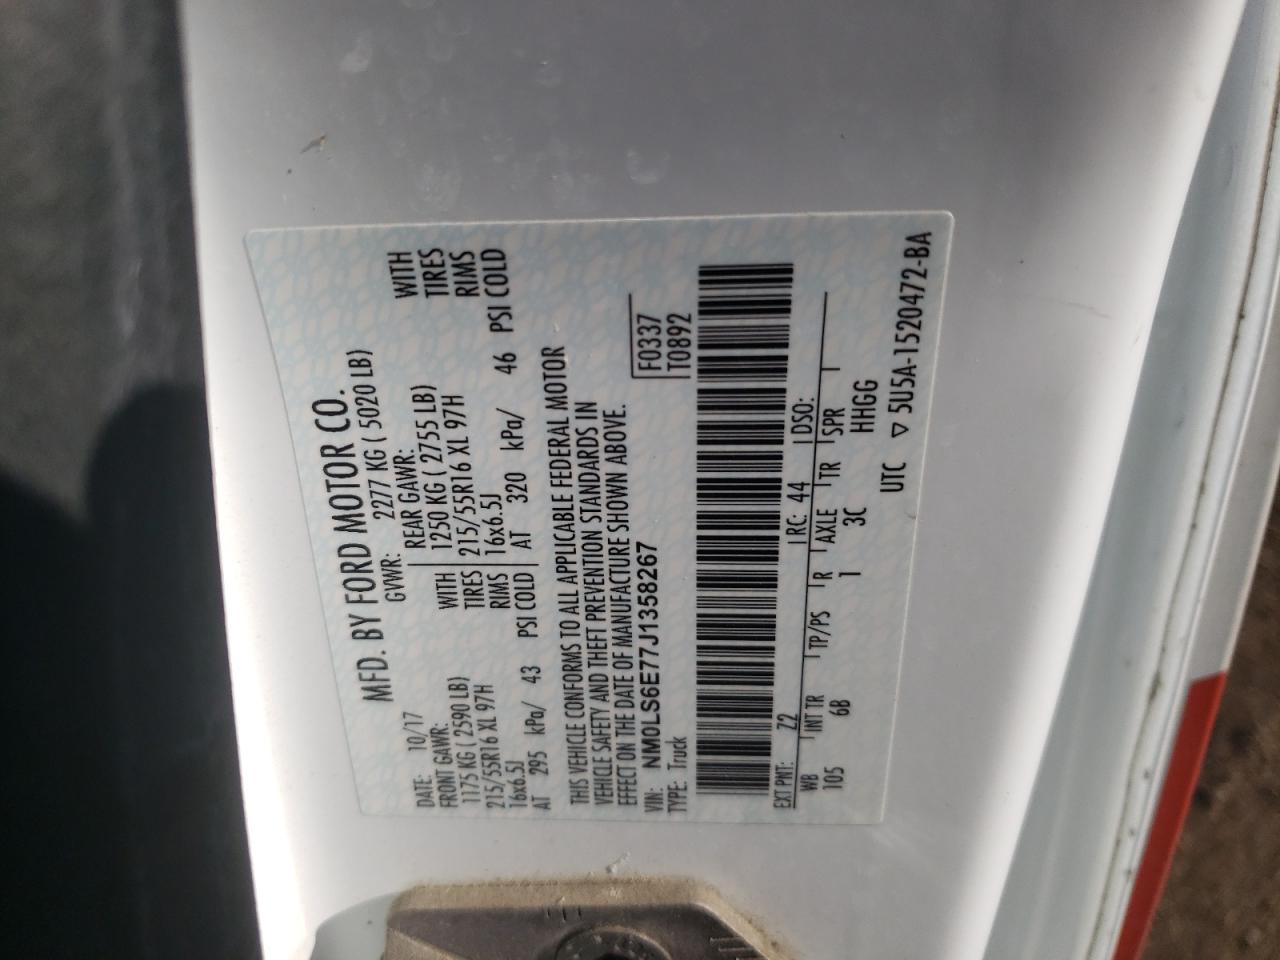 MFD. BY FORD MOTOR CO.
DATE: 10/17 GVWR: 2277 KG ( 5020 LB)
FRONT GAWR: REAR GAWR:
1175 KG ( 2590 LB) WITH 1250 KG ( 2755 LB) WITH
215/55R16 XL 97H TIRES 215/55R16 XL 97H TIRES
16x6.5J RIMS 16x6.5J RIMS
AT 295 kPa/ 43 PSI COLD AT 320 kPa/ 46 PSI COLD
THIS VEHICLE CONFORMS TO ALL APPLICABLE FEDERAL MOTOR
VEHICLE SAFETY AND THEFT PREVENTION STANDARDS IN
EFFECT ON THE DATE OF MANUFACTURE SHOWN ABOVE.
VIN: NM0LS6E77J1358267 F0337
TYPE: Truck T0892
EXT PNT: Z2 RC: 44 DSO:
WB INT TR TP/PS R AXLE TR SPR
105 6B 1 3C HHGG
UTC ▽ 5U5A-1520472-BA